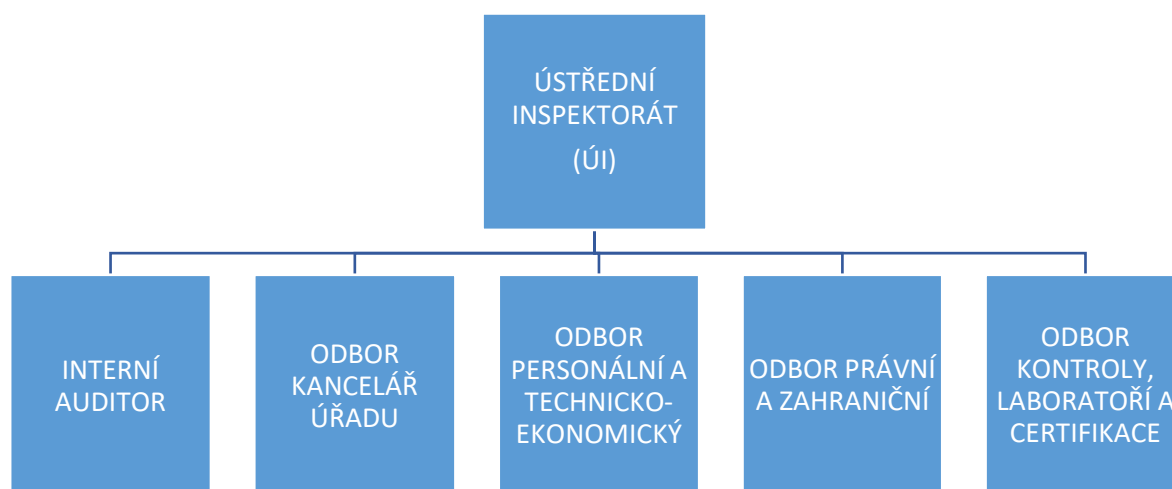 ÚSTŘEDNÍ
INSPEKTORÁT
(ÚI)
INTERNÍ
AUDITOR
ODBOR
KANCELÁŘ
ÚŘADU
ODBOR
PERSONÁLNÍ A
TECHNICKO-
EKONOMICKÝ
ODBOR PRÁVNÍ
A ZAHRANIČNÍ
ODBOR
KONTROLY,
LABORATOŘÍ A
CERTIFIKACE